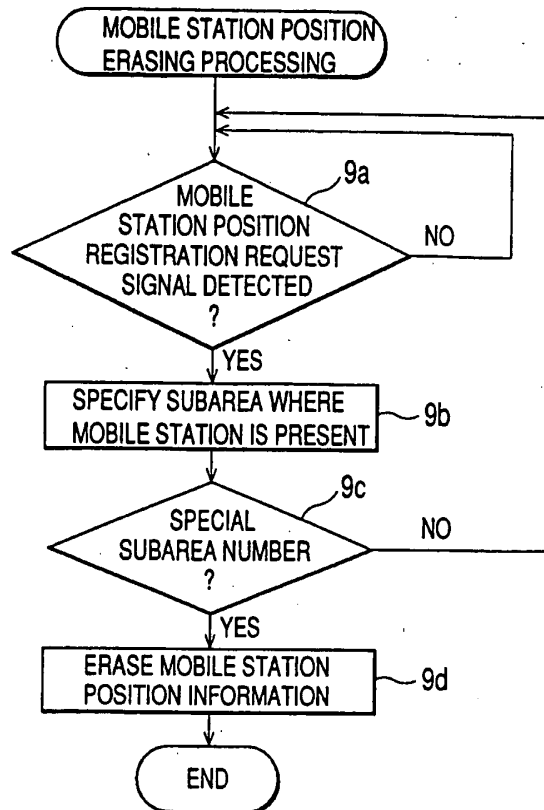 MOBILE STATION POSITION
ERASING PROCESSING
9a
MOBILE
STATION POSITION
REGISTRATION REQUEST
SIGNAL DETECTED
?
NO
YES
SPECIFY SUBAREA WHERE
MOBILE STATION IS PRESENT
9b
9c
SPECIAL
SUBAREA NUMBER
?
NO
YES
ERASE MOBILE STATION
POSITION INFORMATION
9d
END